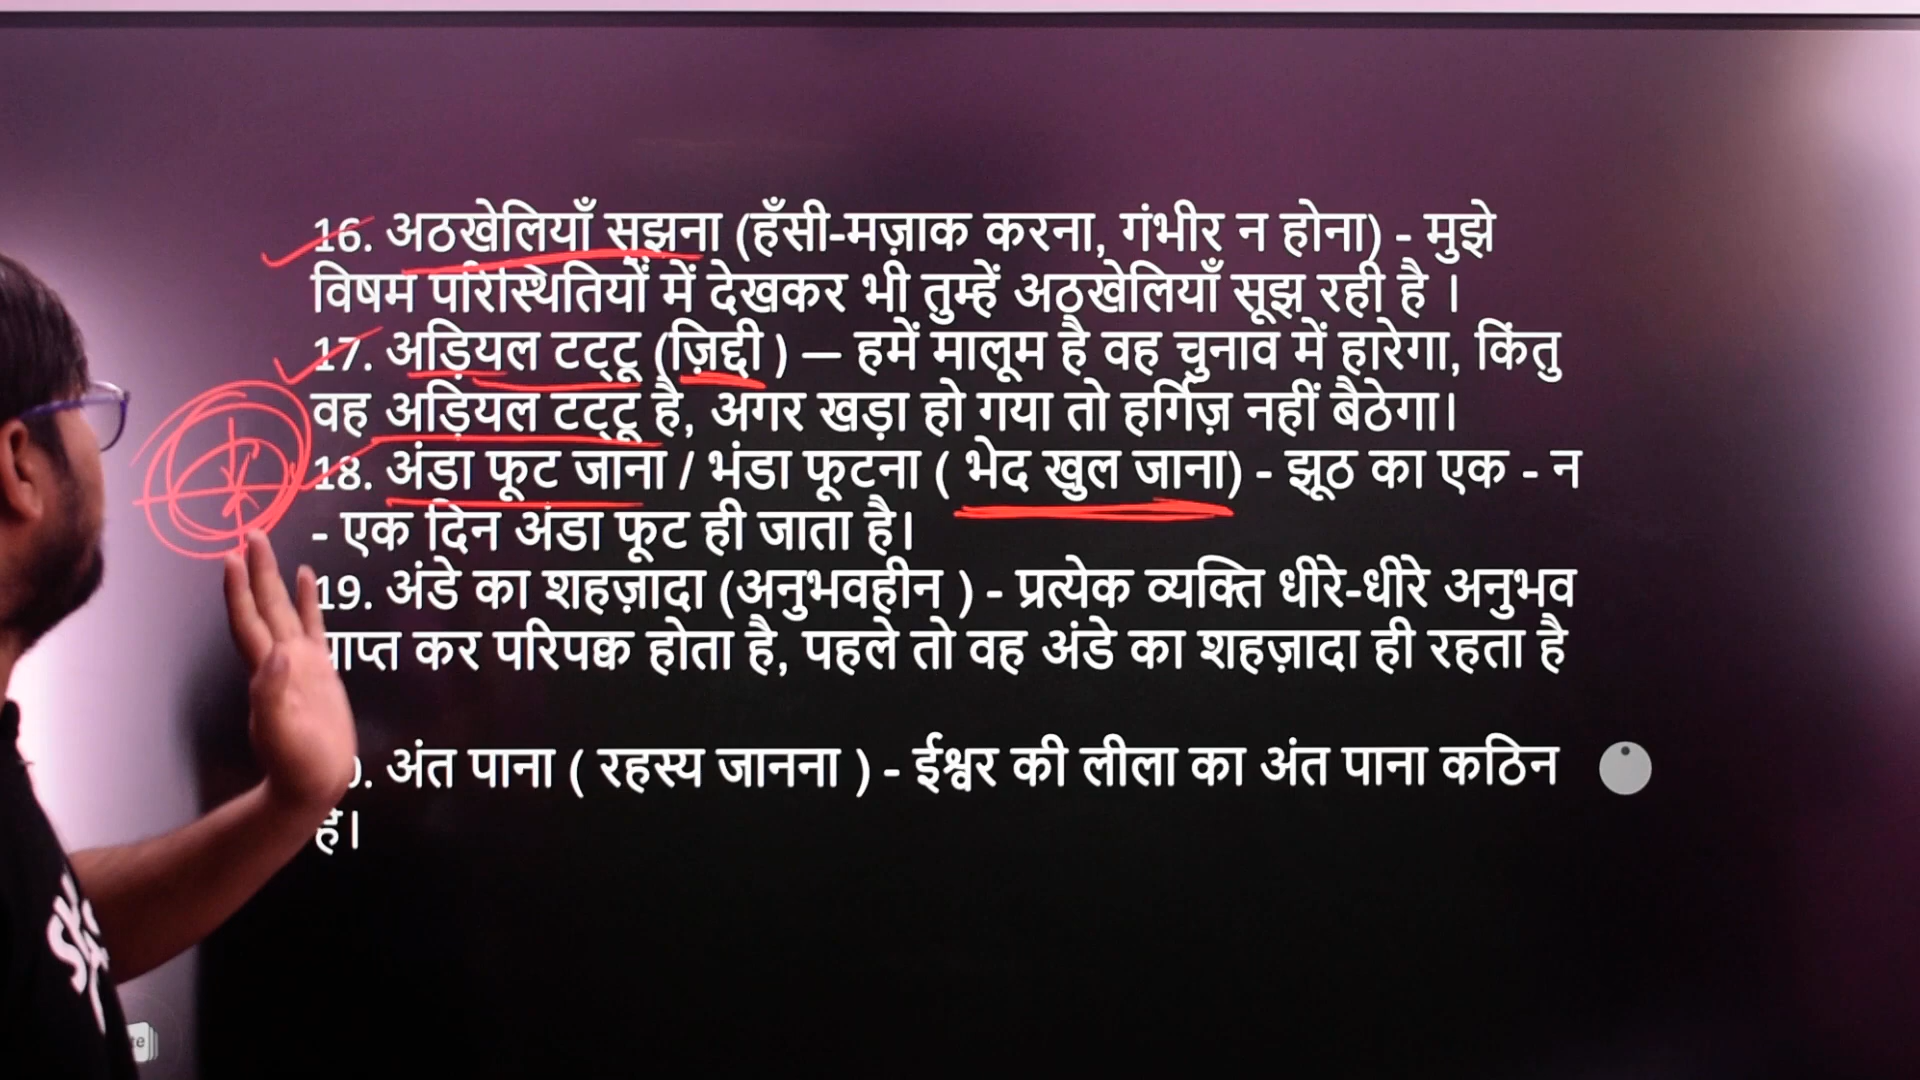 16. अठखेलियाँ सूझना (हँसी-मज़ाक करना, गंभीर न होना) - मुझे
विषम परिस्थितियों में देखकर भी तुम्हें अठखेलियाँ सूझ रही है ।
17. अड़ियल टट्टू (ज़िद्दी ) — हमें मालूम है वह चुनाव में हारेगा, किंतु
वह अड़ियल टट्टू है, अगर खड़ा हो गया तो हर्गिज़ नहीं बैठेगा।
18. अंडा फूट जाना / भंडा फूटना ( भेद खुल जाना) - झूठ का एक - न
- एक दिन अंडा फूट ही जाता है।
19. अंडे का शहज़ादा (अनुभवहीन ) - प्रत्येक व्यक्ति धीरे-धीरे अनुभव
कर परिपक्व होता है, पहले तो वह अंडे का शहज़ादा ही रहता है
अंत पाना ( रहस्य जानना ) - ईश्वर की लीला का अंत पाना कठिन
है।